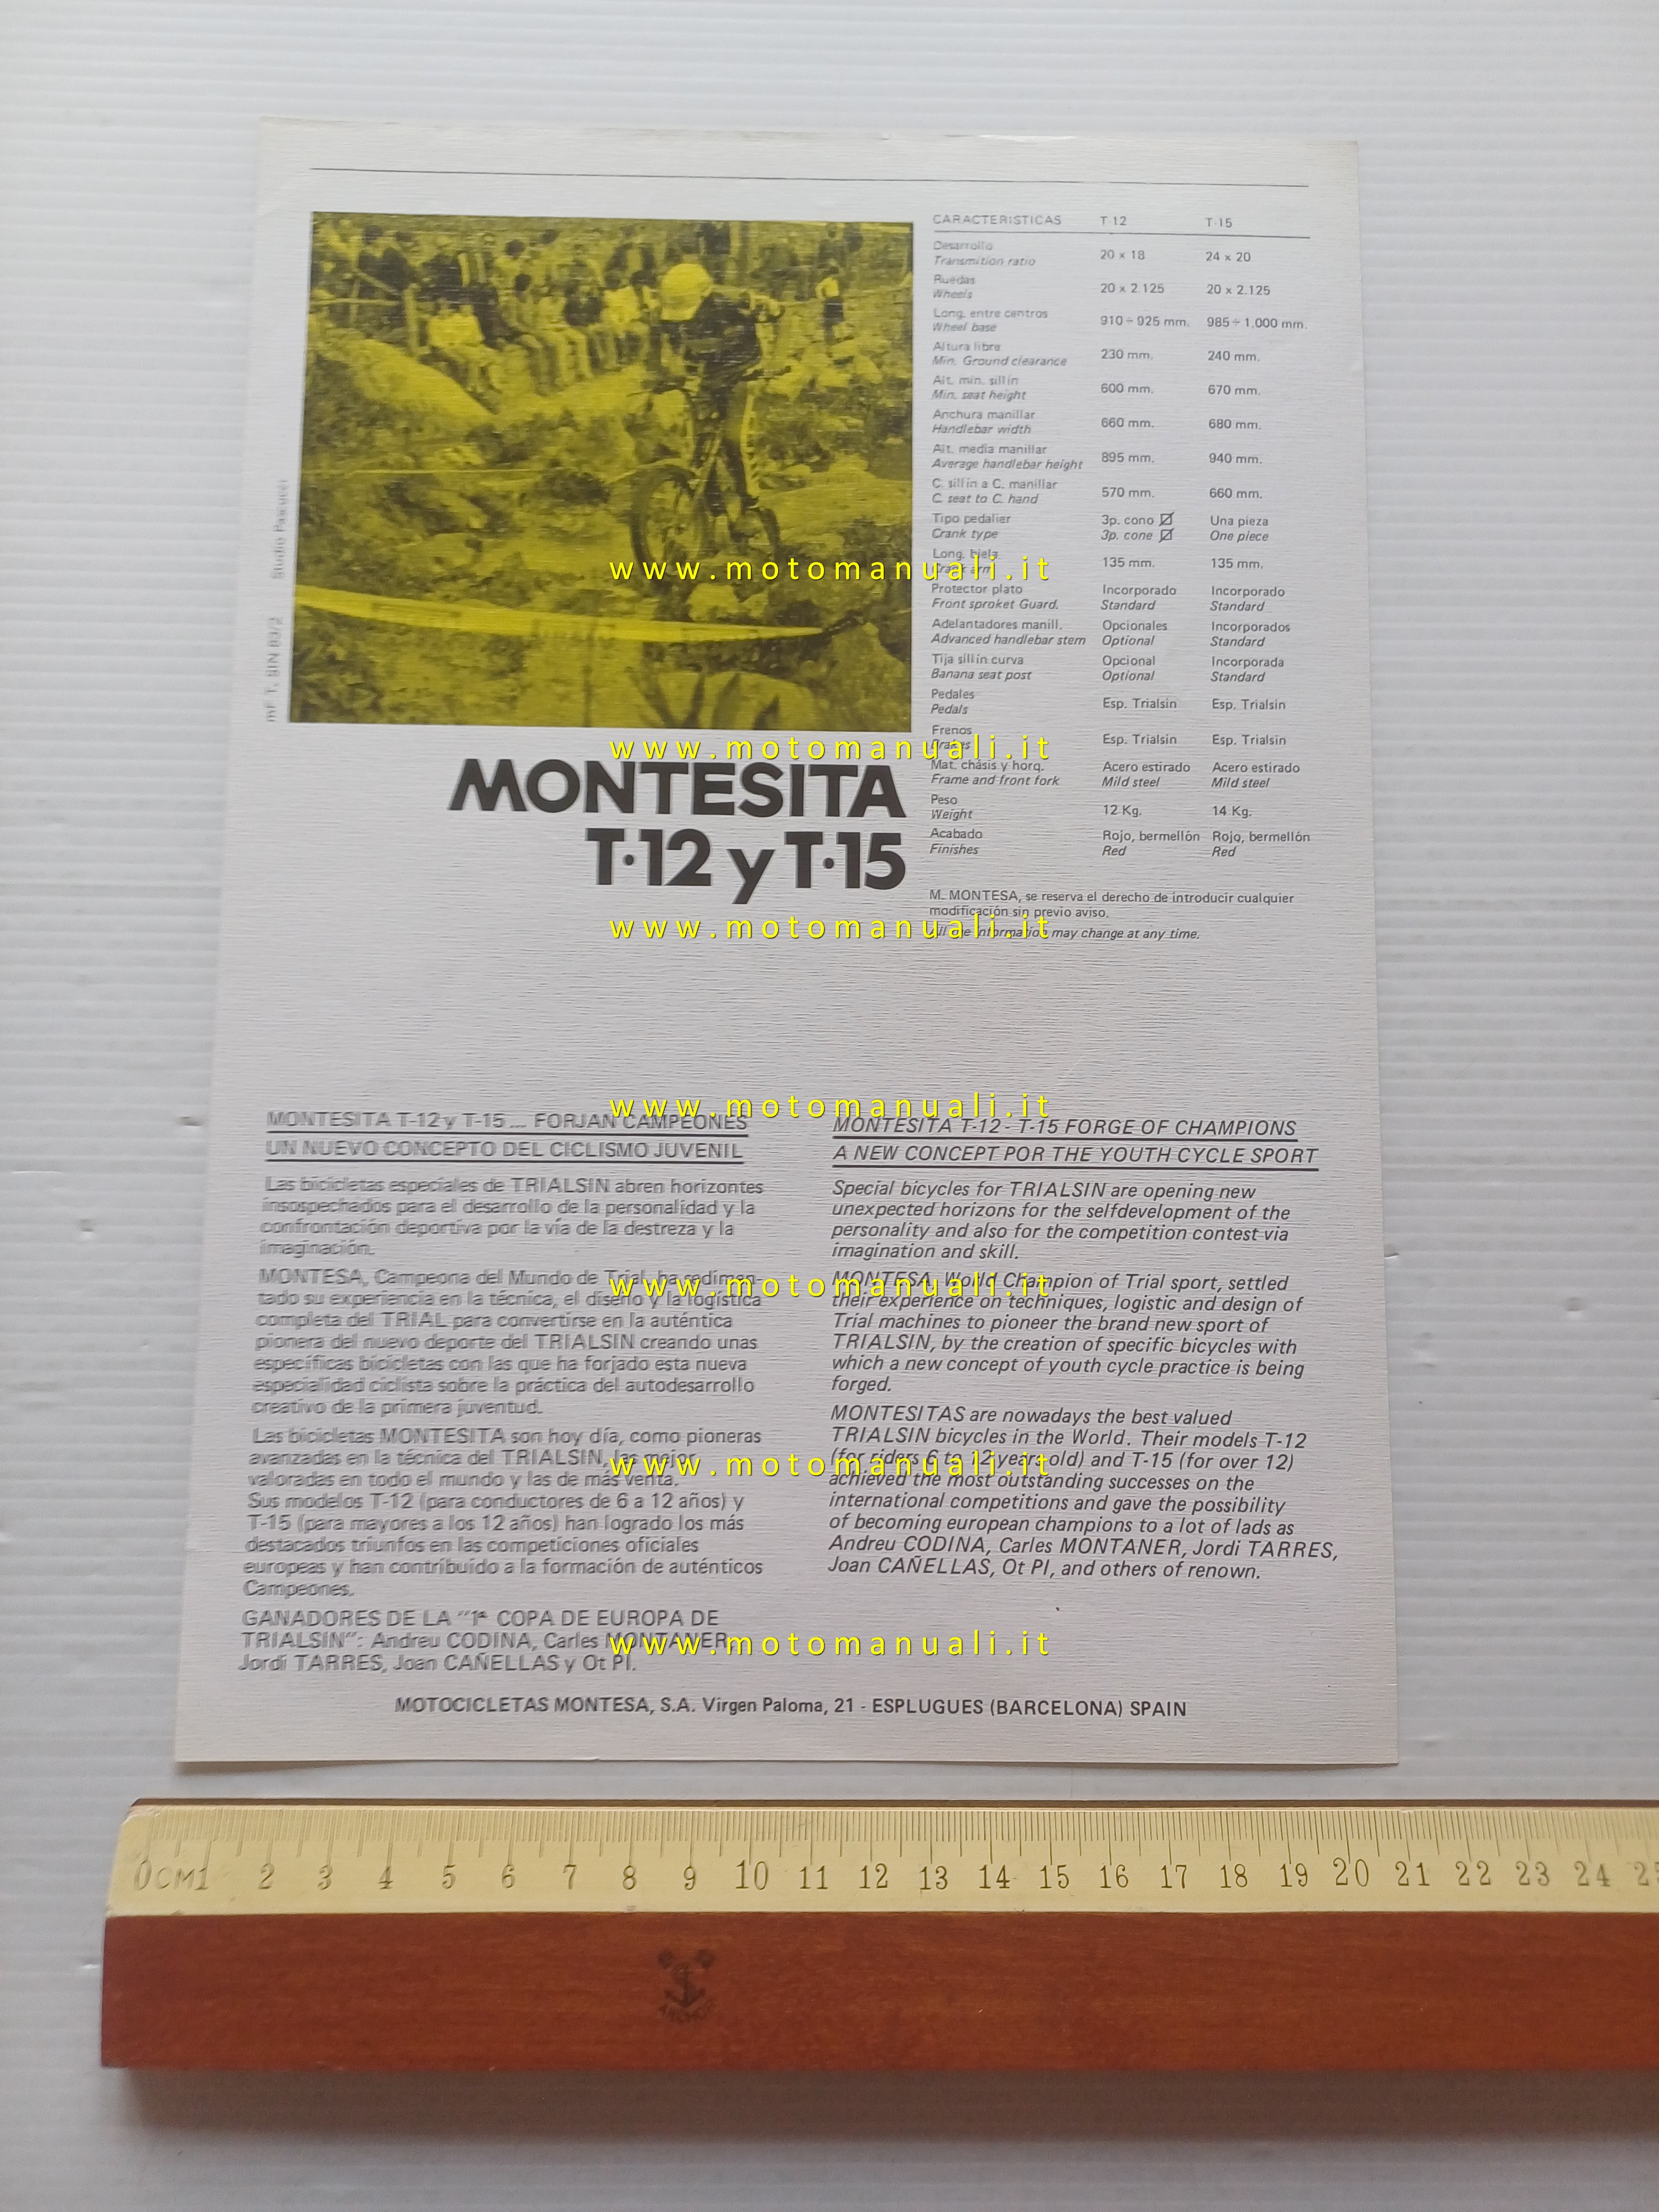 CARACTERISTICAS T-12 T-15
Desarrollo
Transmition ratio
20 x 18 24 x 20
Ruedas
Wheels
20 x 2.125 20 x 2.125
Long. entre centros
Wheel base
910 ÷ 925 mm. 985 ÷ 1.000 mm.
Altura libre
Min. Ground clearance
230 mm. 240 mm.
Alt. min. sillín
Min. seat height
600 mm. 670 mm.
Anchura manillar
Handlebar width
660 mm. 680 mm.
Alt. media manillar
Average handlebar height
895 mm. 940 mm.
C. sillín a C. manillar
C. seat to C. hand
570 mm. 660 mm.
Tipo pedalier 3p. cono Una pieza
Crank type 3p. cone One piece
Long. biela
Crank arm
135 mm. 135 mm.
Protector plato Incorporado Incorporado
Front sproket Guard. Standard Standard
Adelantadores manill. Opcionales Incorporados
Advanced handlebar stem Optional Standard
Tija sillín curva Opcional Incorporada
Banana seat post Optional Standard
Pedales
Pedals
Esp. Trialsin Esp. Trialsin
Frenos
Brakes
Esp. Trialsin Esp. Trialsin
Mat. chásis y horq. Acero estirado Acero estirado
Frame and front fork Mild steel Mild steel
Peso
Weight
12 Kg. 14 Kg.
Acabado Rojo, bermellón Rojo, bermellón
Finishes Red Red
M. MONTESA, se reserva el derecho de introducir cualquier
modificación sin previo aviso.
All the information may change at any time.
mF T. SIN 83/2 Studio
MONTESITA
T·12 y T·15
MONTESITA T-12 y T-15 ... FORJAN CAMPEONES
UN NUEVO CONCEPTO DEL CICLISMO JUVENIL
Las bicicletas especiales de TRIALSIN abren horizontes
insospechados para el desarrollo de la personalidad y la
confrontación deportiva por la vía de la destreza y la
imaginación.
MONTESA, Campeona del Mundo de Trial, ha sedimen-
tado su experiencia en la técnica, el diseño y la logística
completa del TRIAL para convertirse en la auténtica
pionera del nuevo deporte del TRIALSIN creando unas
específicas bicicletas con las que ha forjado esta nueva
especialidad ciclista sobre la práctica del autodesarrollo
creativo de la primera juventud.
Las bicicletas MONTESITA son hoy día, como pioneras
avanzadas en la técnica del TRIALSIN, las mejor
valoradas en todo el mundo y las de más venta.
Sus modelos T-12 (para conductores de 6 a 12 años) y
T-15 (para mayores a los 12 años) han logrado los más
destacados triunfos en las competiciones oficiales
europeas y han contribuido a la formación de auténticos
Campeones.
GANADORES DE LA "1ª COPA DE EUROPA DE
TRIALSIN": Andreu CODINA, Carles MONTANER,
Jordi TARRES, Joan CAÑELLAS y Ot PI.
MONTESITA T-12 - T-15 FORGE OF CHAMPIONS
A NEW CONCEPT POR THE YOUTH CYCLE SPORT
Special bicycles for TRIALSIN are opening new
unexpected horizons for the selfdevelopment of the
personality and also for the competition contest via
imagination and skill.
MONTESA, World Champion of Trial sport, settled
their experience on techniques, logistic and design of
Trial machines to pioneer the brand new sport of
TRIALSIN, by the creation of specific bicycles with
which a new concept of youth cycle practice is being
forged.
MONTESITAS are nowadays the best valued
TRIALSIN bicycles in the World. Their models T-12
(for riders 6 to 12 years old) and T-15 (for over 12)
achieved the most outstanding successes on the
international competitions and gave the possibility
of becoming european champions to a lot of lads as
Andreu CODINA, Carles MONTANER, Jordi TARRES,
Joan CAÑELLAS, Ot PI, and others of renown.
MOTOCICLETAS MONTESA, S.A. Virgen Paloma, 21 - ESPLUGUES (BARCELONA) SPAIN
www.motomanuali.it
www.motomanuali.it
www.motomanuali.it
www.motomanuali.it
www.motomanuali.it
www.motomanuali.it
www.motomanuali.it
0CM1 2 3 4 5 6 7 8 9 10 11 12 13 14 15 16 17 18 19 20 21 22 23 24